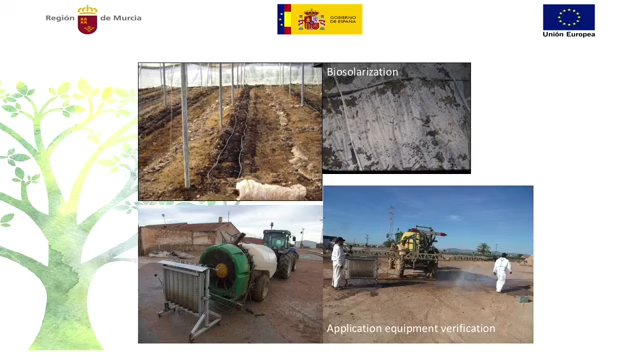 Región de Murcia
GOBIERNO
DE ESPAÑA
Unión Europea
Biosolarization
Application equipment verification